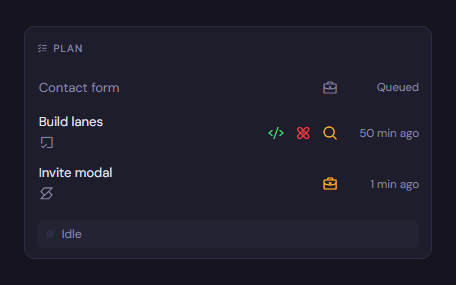 PLAN
Contact form Queued
Build lanes
50 min ago
Invite modal
1 min ago
Idle